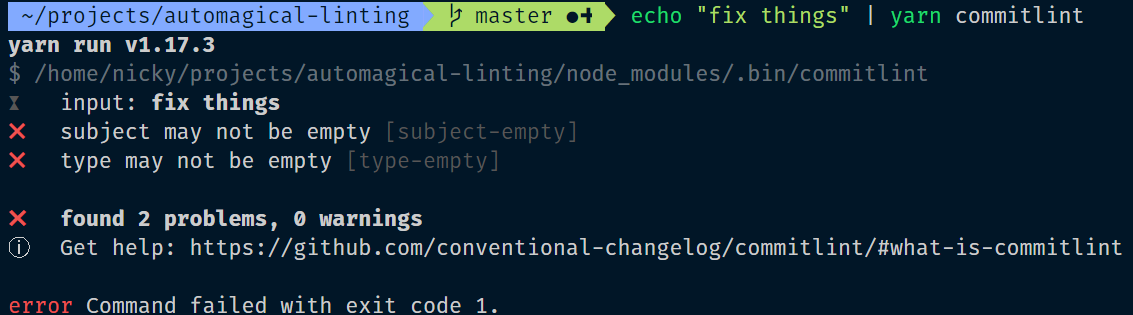 ~/projects/automagical-linting master ●✚ echo "fix things" | yarn commitlint
yarn run v1.17.3
$ /home/nicky/projects/automagical-linting/node_modules/.bin/commitlint
⧗ input: fix things
✖ subject may not be empty [subject-empty]
✖ type may not be empty [type-empty]
✖ found 2 problems, 0 warnings
ⓘ Get help: https://github.com/conventional-changelog/commitlint/#what-is-commitlint
error Command failed with exit code 1.